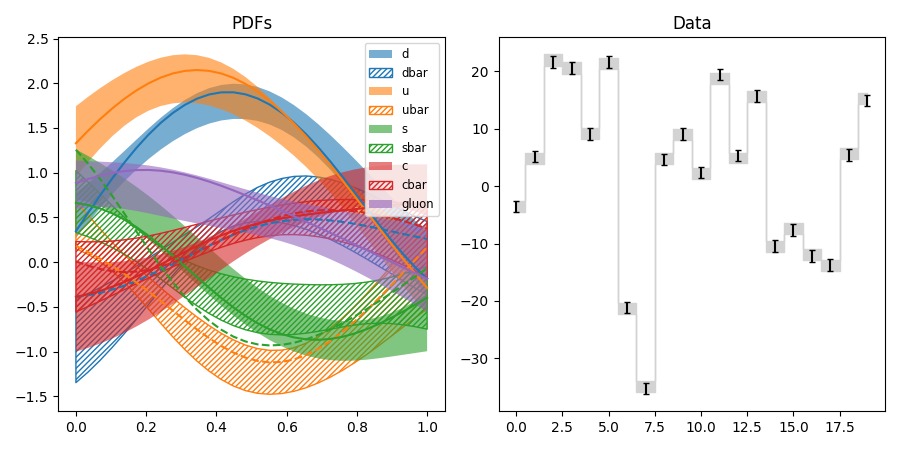 PDFs
2.5
2.0
1.5
1.0
0.5
0.0
−0.5
−1.0
−1.5
0.0 0.2 0.4 0.6 0.8 1.0
d
dbar
u
ubar
s
sbar
c
cbar
gluon
Data
20
10
0
−10
−20
−30
0.0 2.5 5.0 7.5 10.0 12.5 15.0 17.5